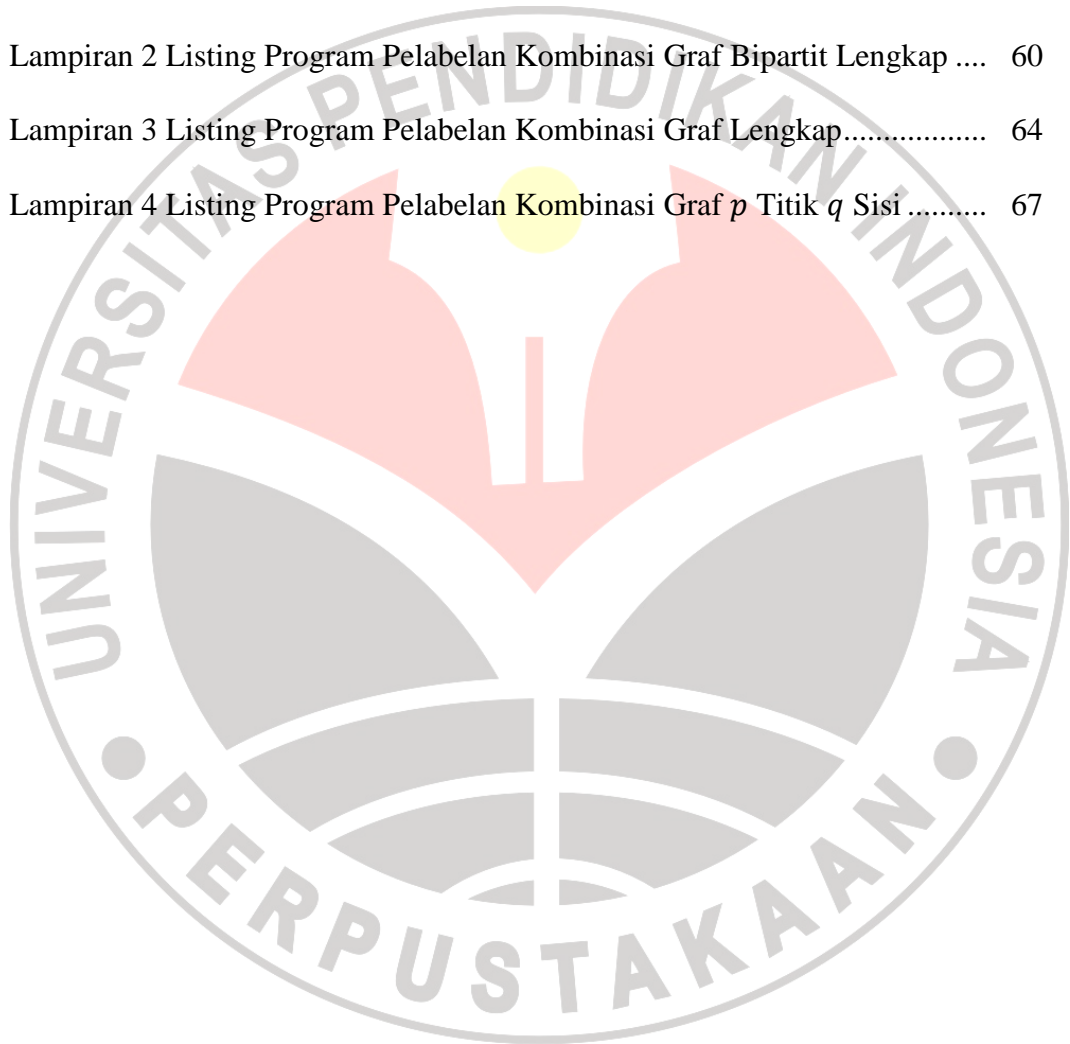 Lampiran 2 Listing Program Pelabelan Kombinasi Graf Bipartit Lengkap .... 60
Lampiran 3 Listing Program Pelabelan Kombinasi Graf Lengkap.................. 64
Lampiran 4 Listing Program Pelabelan Kombinasi Graf p Titik q Sisi .......... 67
UNIVERSITAS PENDIDIKAN INDONESIA
PERPUSTAKAAN